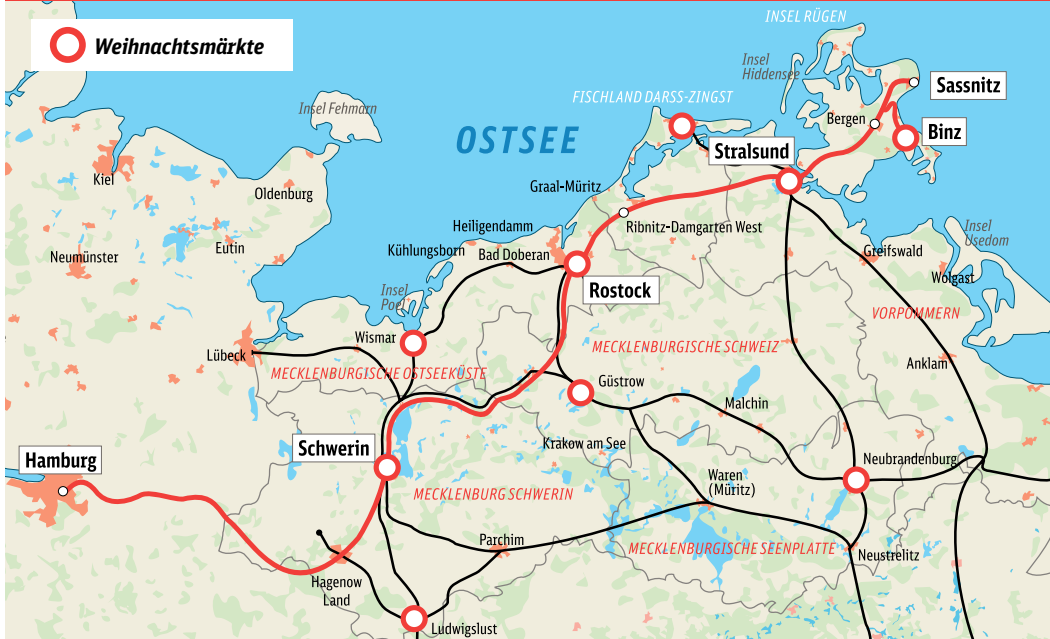 INSEL RÜGEN
Weihnachtsmärkte
Insel
Hiddensee
Sassnitz
Insel Fehmarn
FISCHLAND DARSS-ZINGST
Bergen
Binz
OSTSEE
Stralsund
Kiel
Oldenburg
Graal-Müritz
Ribnitz-Damgarten West
Heiligendamm
Insel
Usedom
Neumünster
Eutin
Kühlungsborn
Bad Doberan
Greifswald
Wolgast
Insel
Poel
Rostock
VORPOMMERN
Wismar
Lübeck
MECKLENBURGISCHE SCHWEIZ
MECKLENBURGISCHE OSTSEEKÜSTE
Anklam
Güstrow
Malchin
Schwerin
Krakow am See
Hamburg
Neubrandenburg
Waren
(Müritz)
MECKLENBURG SCHWERIN
Parchim
MECKLENBURGISCHE SEENPLATTE
Neustrelitz
Hagenow
Land
Ludwigslust